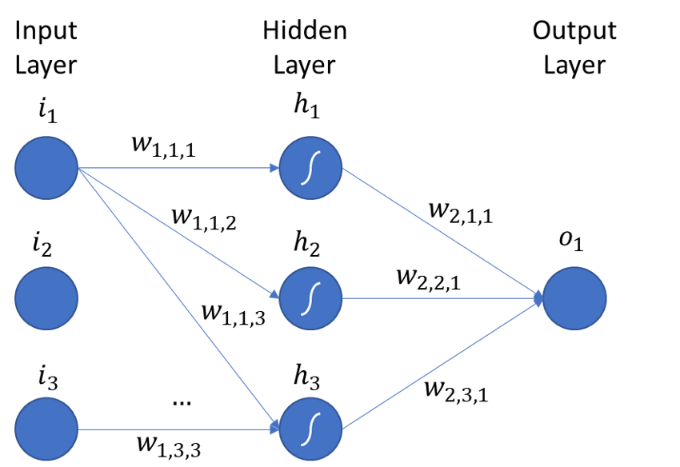 Input
Layer
Hidden
Layer
Output
Layer
i₁
h₁
w₁,₁,₁
w₁,₁,₂
w₂,₁,₁
i₂
h₂
o₁
w₂,₂,₁
w₁,₁,₃
i₃
h₃
...
w₂,₃,₁
w₁,₃,₃